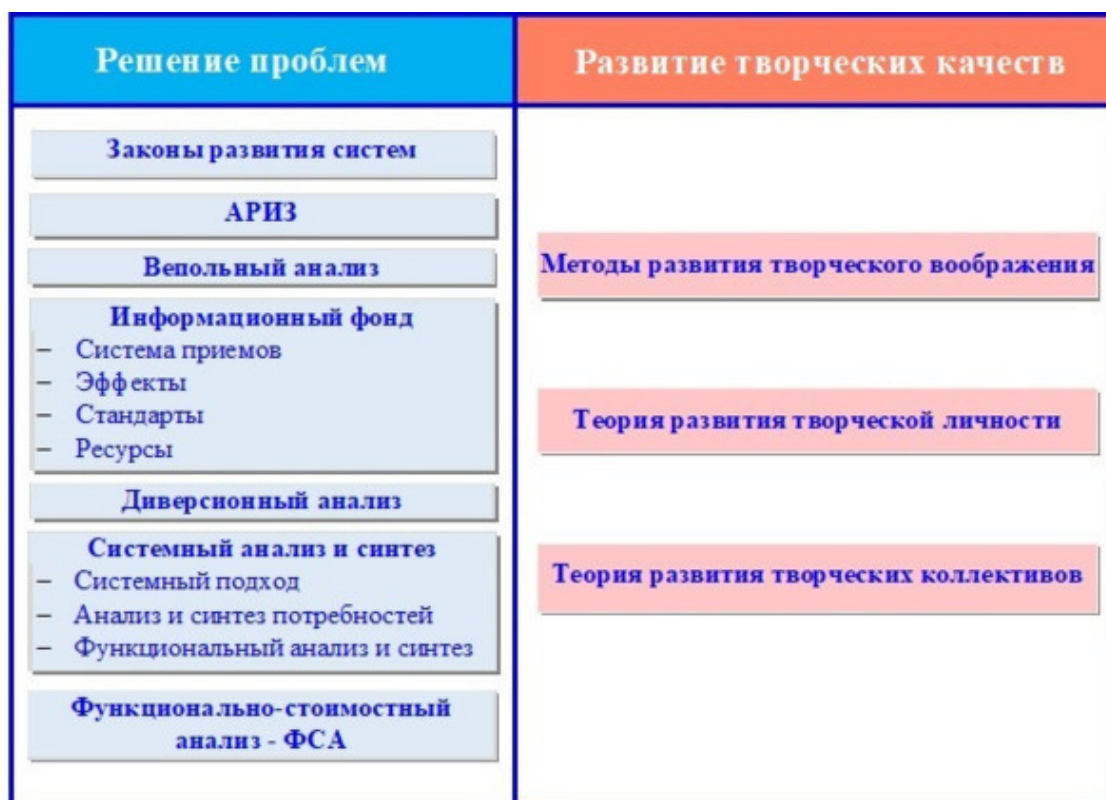 Решение проблем
Законы развития систем
АРИЗ
Вепольный анализ
Информационный фонд
– Система приемов
– Эффекты
– Стандарты
– Ресурсы
Диверсионный анализ
Системный анализ и синтез
– Системный подход
– Анализ и синтез потребностей
– Функциональный анализ и синтез
Функционально-стоимостный
анализ - ФСА
Развитие творческих качеств
Методы развития творческого воображения
Теория развития творческой личности
Теория развития творческих коллективов